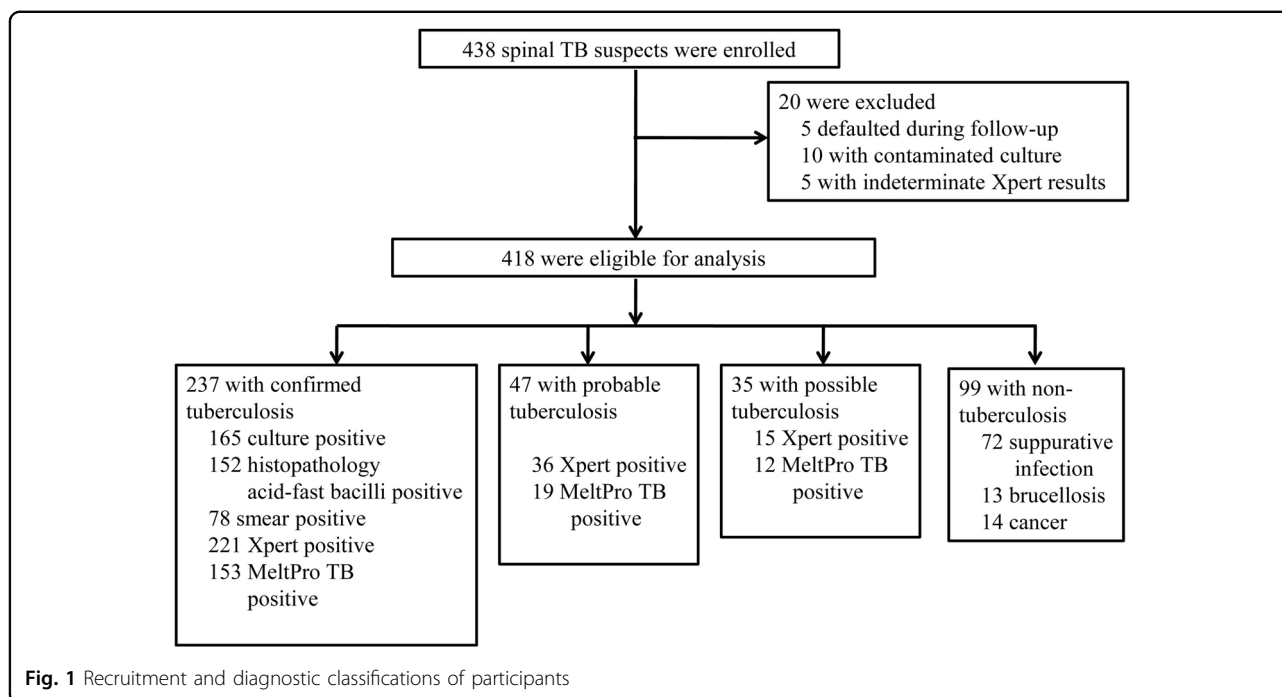 438 spinal TB suspects were enrolled
20 were excluded
5 defaulted during follow-up
10 with contaminated culture
5 with indeterminate Xpert results
418 were eligible for analysis
237 with confirmed
tuberculosis
165 culture positive
152 histopathology
acid-fast bacilli positive
78 smear positive
221 Xpert positive
153 MeltPro TB
positive
47 with probable
tuberculosis
36 Xpert positive
19 MeltPro TB
positive
35 with possible
tuberculosis
15 Xpert positive
12 MeltPro TB
positive
99 with non-
tuberculosis
72 suppurative
infection
13 brucellosis
14 cancer
Fig. 1 Recruitment and diagnostic classifications of participants